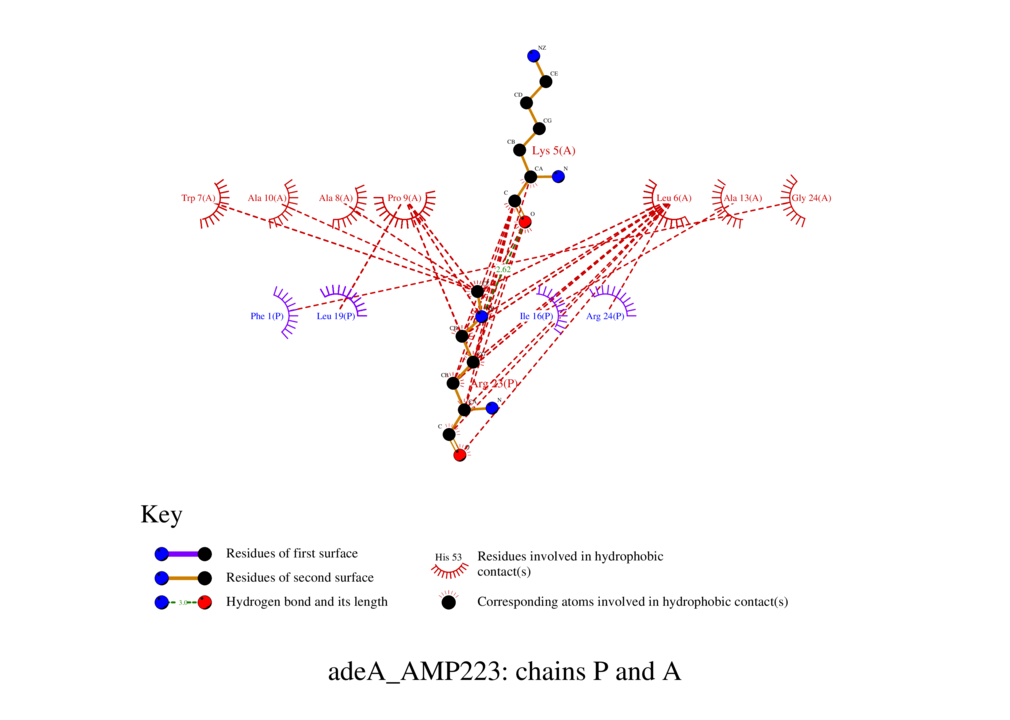 NZ
CE
CD
CG
CB
Lys 5(A)
CA
N
C
O
Trp 7(A)
Ala 10(A)
Ala 8(A)
Pro 9(A)
Leu 6(A)
Ala 13(A)
Gly 24(A)
2.62
Phe 1(P)
Leu 19(P)
Ile 16(P)
Arg 24(P)
CB
Arg 23(P)
N
C
Key
Residues of first surface
Residues of second surface
Hydrogen bond and its length
3.0
His 53
Residues involved in hydrophobic
contact(s)
Corresponding atoms involved in hydrophobic contact(s)
adeA_AMP223: chains P and A